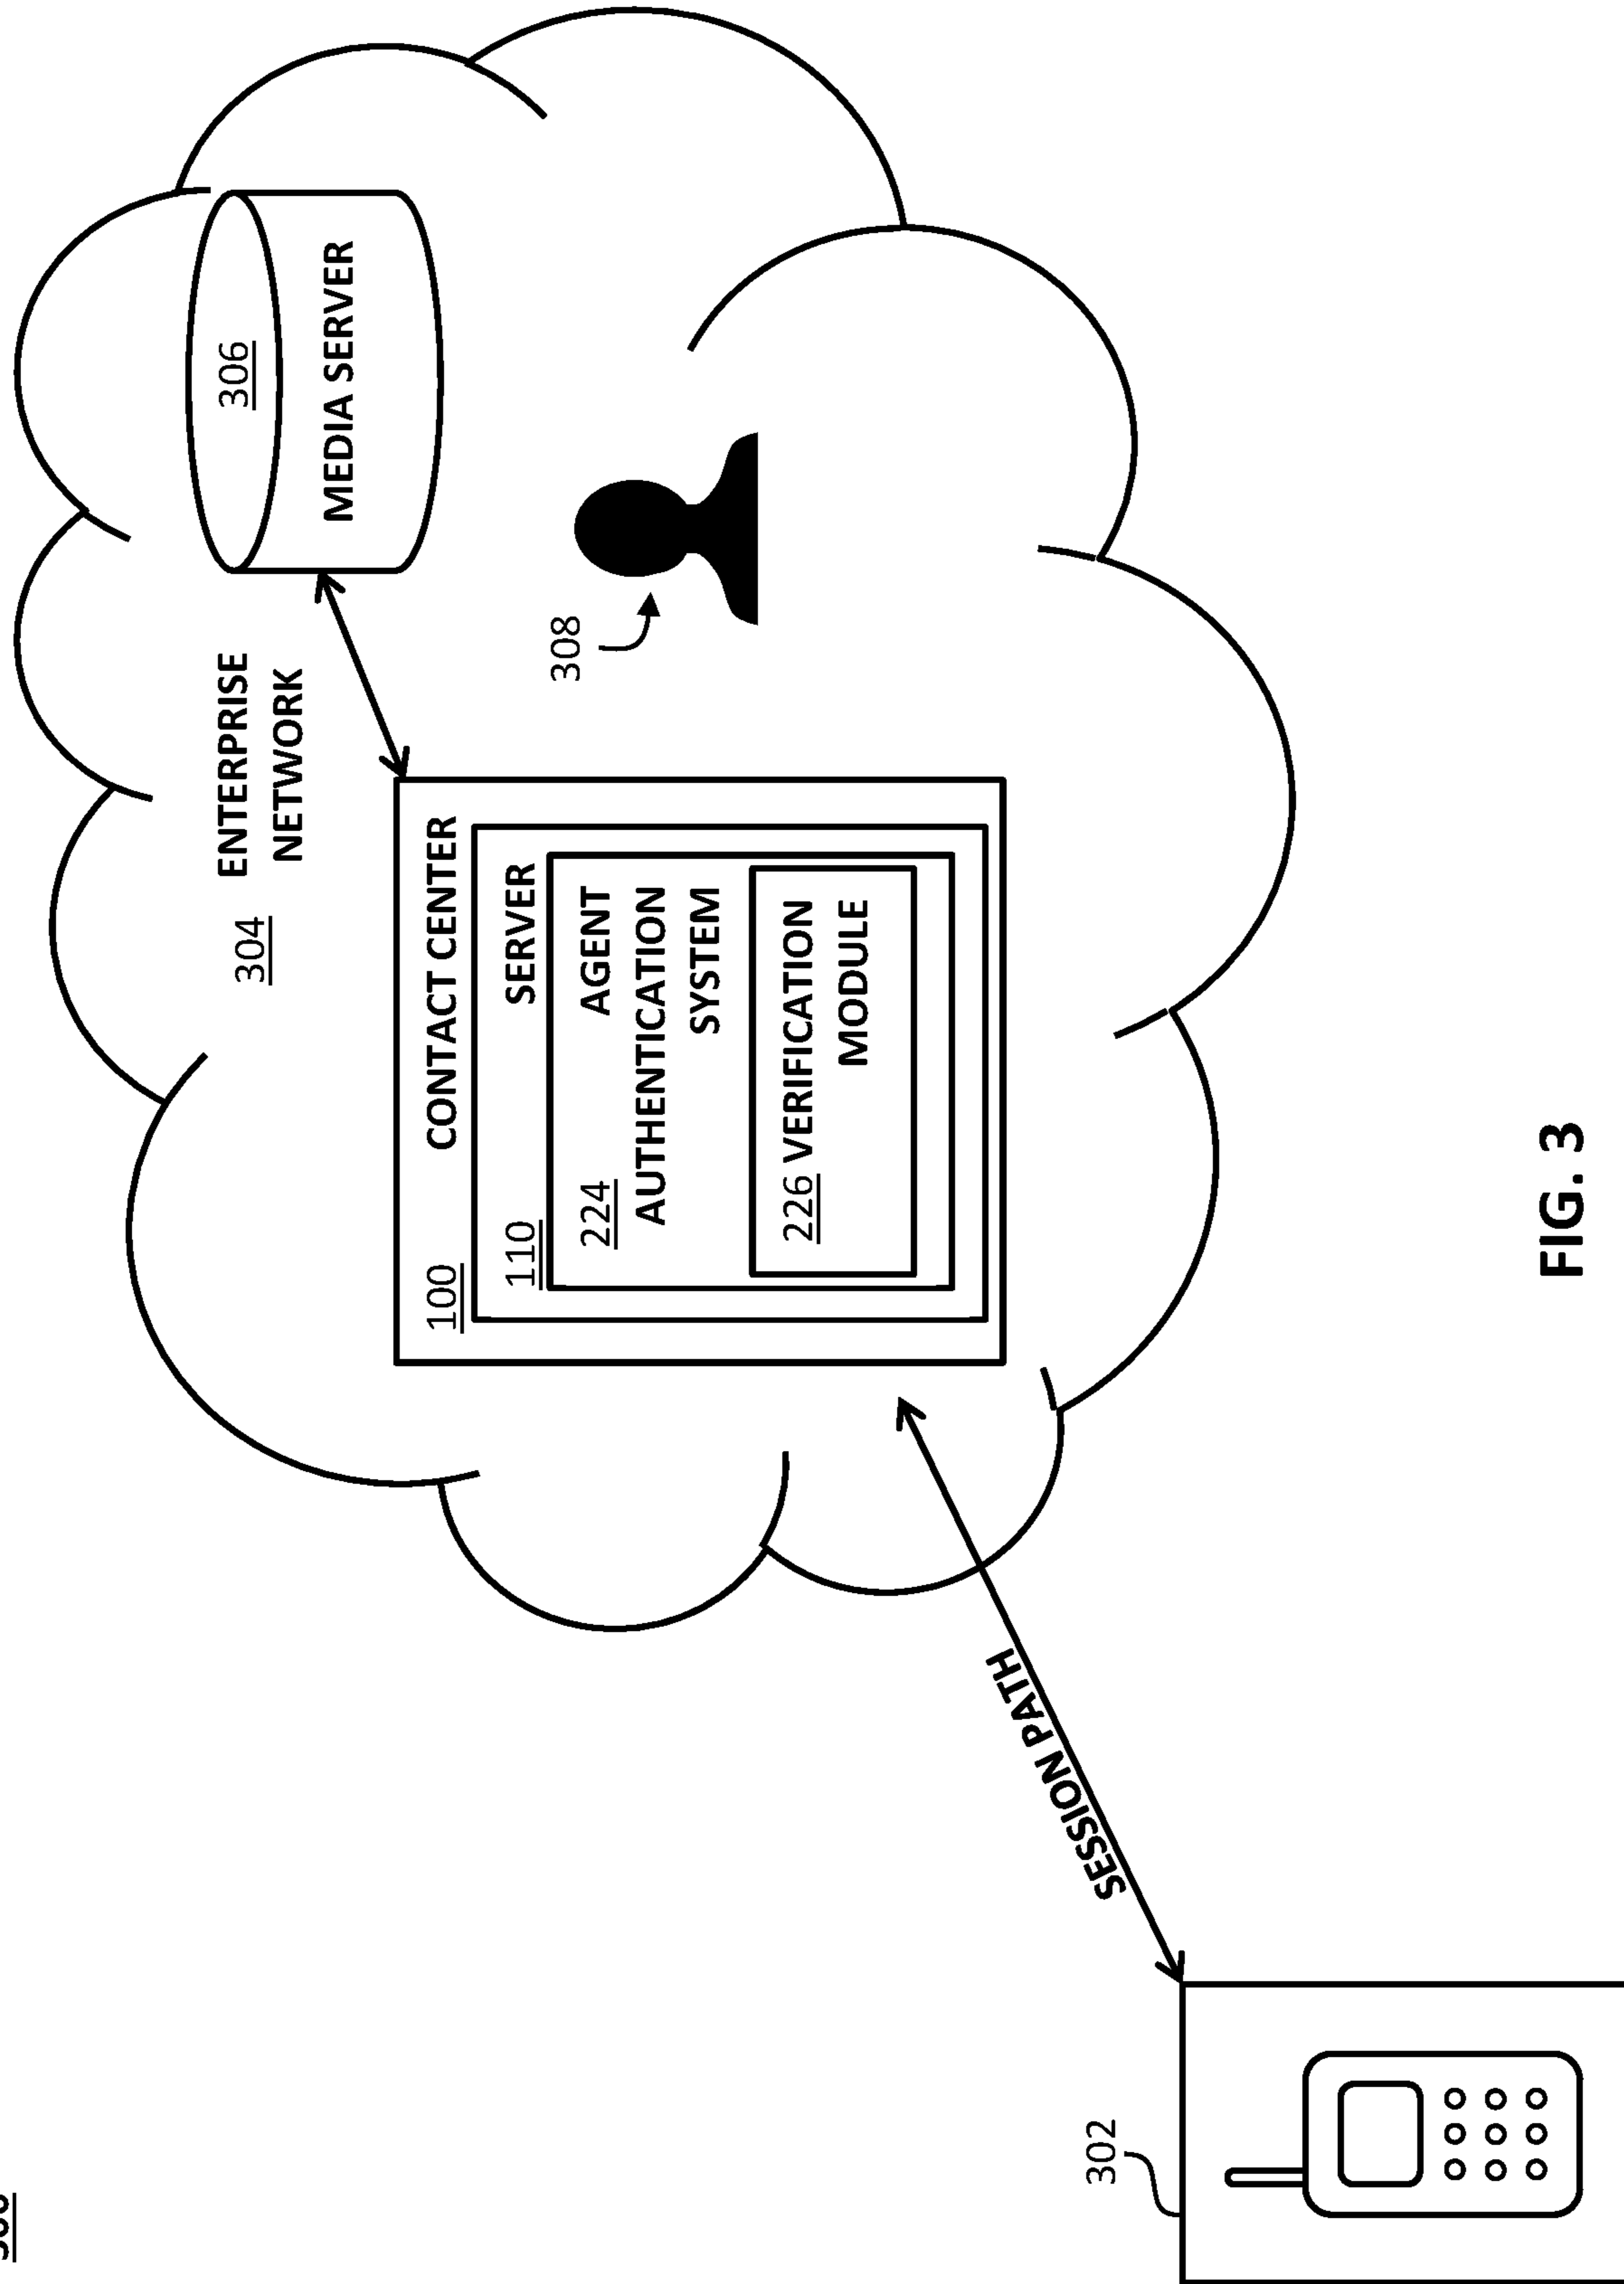 300
ENTERPRISE
NETWORK
304
306
MEDIA SERVER
308
100
CONTACT CENTER
110
SERVER
224
AGENT
AUTHENTICATION
SYSTEM
226 VERIFICATION
MODULE
SESSION PATH
302
FIG. 3